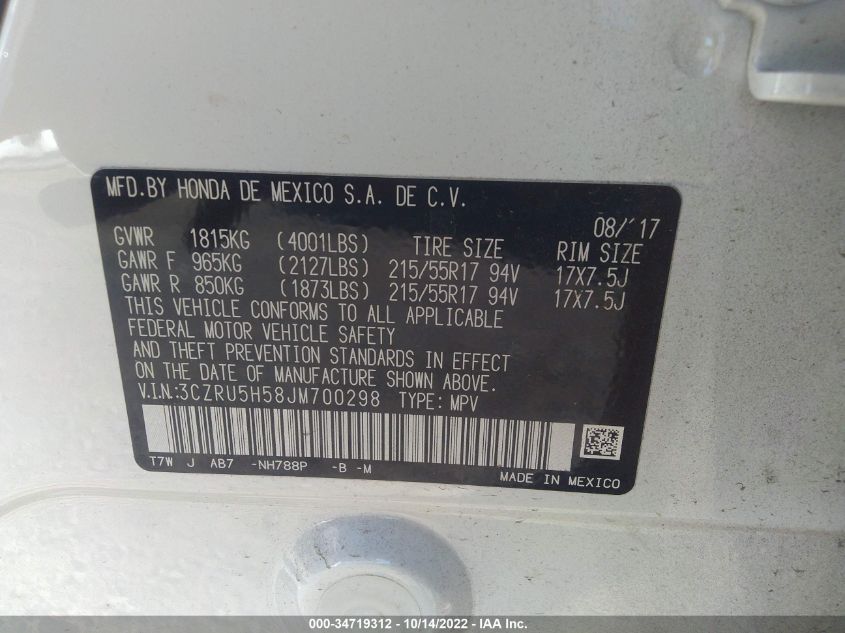 MFD.BY HONDA DE MEXICO S.A. DE C.V.
08/'17
GVWR 1815KG (4001LBS) TIRE SIZE RIM SIZE
GAWR F 965KG (2127LBS) 215/55R17 94V 17X7.5J
GAWR R 850KG (1873LBS) 215/55R17 94V 17X7.5J
THIS VEHICLE CONFORMS TO ALL APPLICABLE
FEDERAL MOTOR VEHICLE SAFETY
AND THEFT PREVENTION STANDARDS IN EFFECT
ON THE DATE OF MANUFACTURE SHOWN ABOVE.
V.I.N:3CZRU5H58JM700298 TYPE: MPV
T7W J AB7 -NH788P -B -M
MADE IN MEXICO
000-34719312 - 10/14/2022 - IAA Inc.